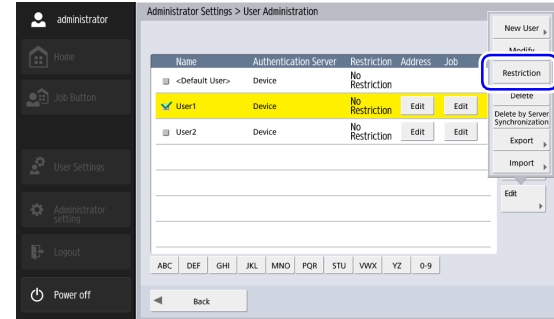 administrator
Home
Job Button
User Settings
Administrator
setting
Logout
Power off
Administrator Settings > User Administration
Name Authentication Server Restriction Address Job
<Default User> Device No
Restriction
User1 Device No
Restriction Edit Edit
User2 Device No
Restriction Edit Edit
ABC DEF GHI JKL MNO PQR STU VWX YZ 0-9
Back
New User
Modify
Restriction
Delete
Delete by Server
Synchronization
Export
Import
Edit